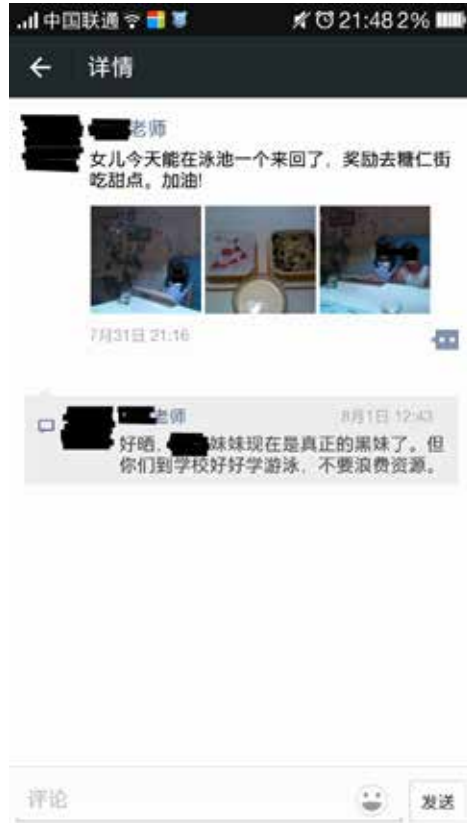 中国联通 21:48 2%
详情
老师
女儿今天能在泳池一个来回了，奖励去糖仁街
吃甜点。加油!
7月31日 21:16
老师 8月1日 12:43
好晒，妹妹现在是真正的黑妹了。但
你们到学校好好学游泳，不要浪费资源。
评论
发送